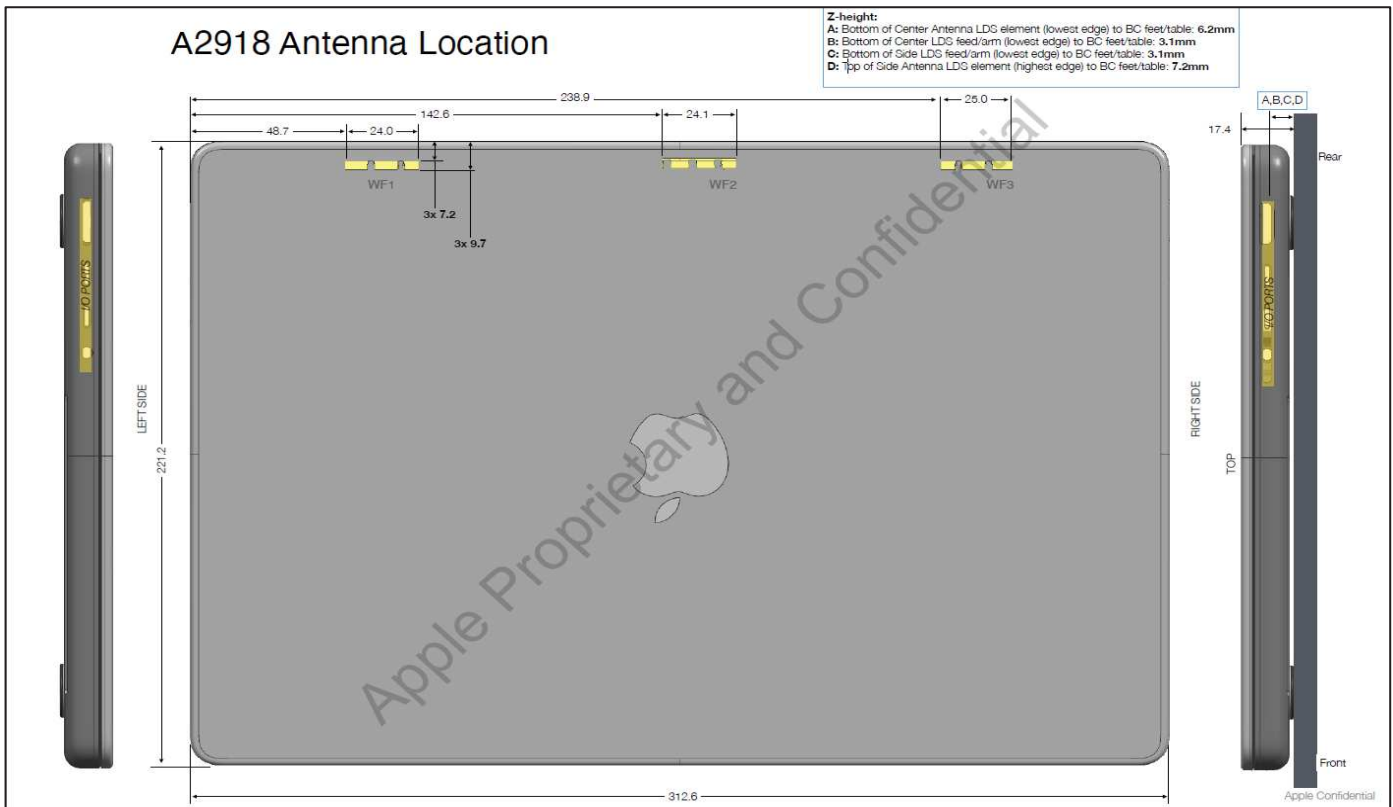 A2918 Antenna Location
Z-height:
A: Bottom of Center Antenna LDS element (lowest edge) to BC feet/table: 6.2mm
B: Bottom of Center LDS feed/arm (lowest edge) to BC feet/table: 3.1mm
C: Bottom of Side LDS feed/arm (lowest edge) to BC feet/table: 3.1mm
D: Top of Side Antenna LDS element (highest edge) to BC feet/table: 7.2mm
238.9
25.0
A,B,C,D
142.6
24.1
48.7
24.0
17.4
Rear
WF1
WF2
WF3
3x 7.2
3x 9.7
I/O PORTS
I/O PORTS
LEFT SIDE
RIGHT SIDE
221.2
TOP
Apple Proprietary and Confidential
Front
312.6
Apple Confidential